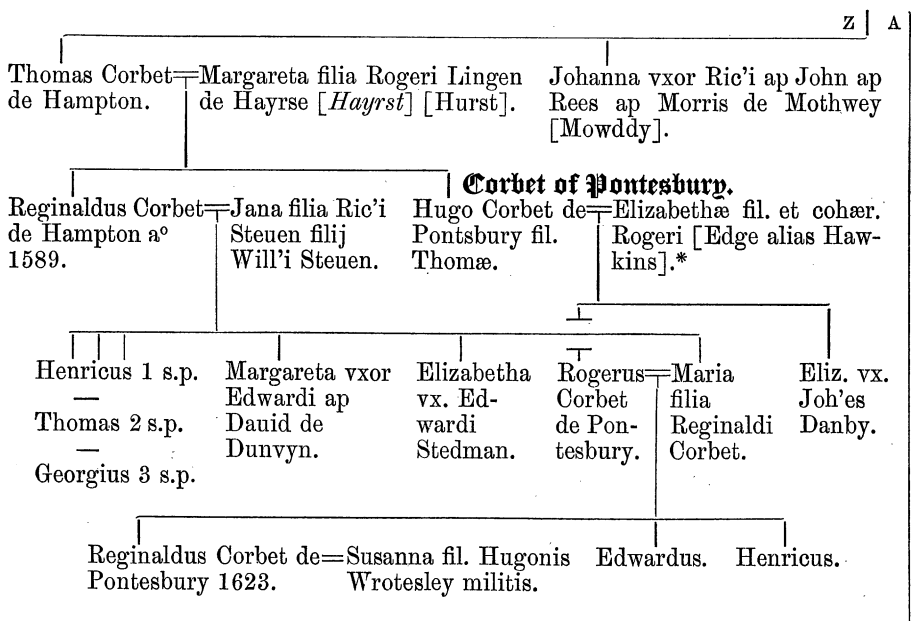 Z A
Thomas Corbet=Margareta filia Rogeri Lingen
de Hampton. de Hayrse [Hayrst] [Hurst].
Johanna vxor Ric'i ap John ap
Rees ap Morris de Mothwey
[Mowddy].
Corbet of Pontesbury.
Reginaldus Corbet=Jana filia Ric'i
de Hampton aº Steuen filij
1589. Will'i Steuen.
Hugo Corbet de=Elizabethæ fil. et cohær.
Pontsbury fil. Rogeri [Edge alias Haw-
Thomæ. kins].*
Henricus 1 s.p.
—
Thomas 2 s.p.
—
Georgius 3 s.p.
Margareta vxor
Edwardi ap
Dauid de
Dunvyn.
Elizabetha
vx. Ed-
wardi
Stedman.
Rogerus=Maria
Corbet filia
de Pon- Reginaldi
tesbury. Corbet.
Eliz. vx.
Joh'es
Danby.
Reginaldus Corbet de=Susanna fil. Hugonis
Pontesbury 1623. Wrotesley militis.
Edwardus.
Henricus.